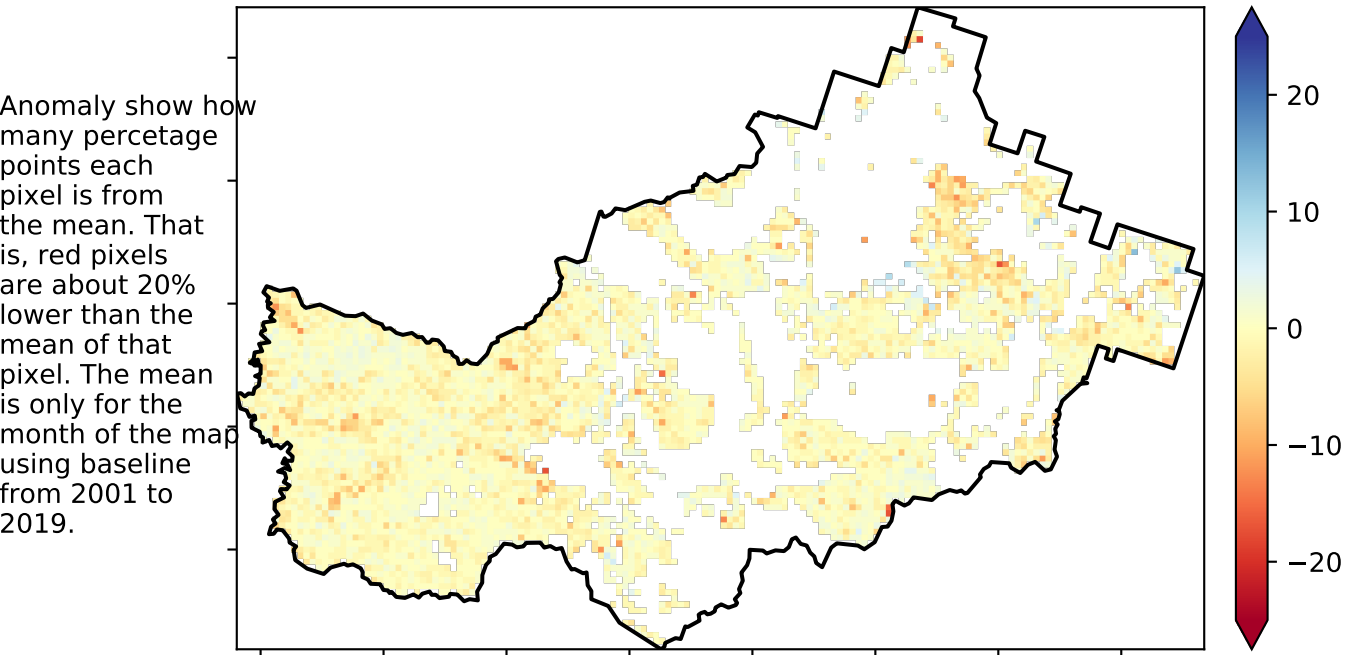 Anomaly show how
many percetage
points each
pixel is from
the mean. That
is, red pixels
are about 20%
lower than the
mean of that
pixel. The mean
is only for the
month of the map
using baseline
from 2001 to
2019.
20
10
0
−10
−20